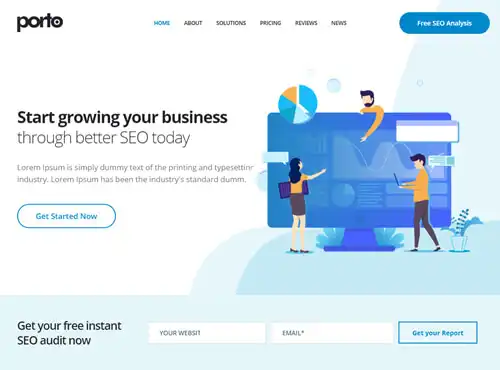 porto
HOME ABOUT SOLUTIONS PRICING REVIEWS NEWS
Free SEO Analysis
Start growing your business
through better SEO today
Lorem Ipsum is simply dummy text of the printing and typesetting
industry. Lorem Ipsum has been the industry's standard dumm.
Get Started Now
Get your free instant
SEO audit now
YOUR WEBSIT
EMAIL*
Get your Report